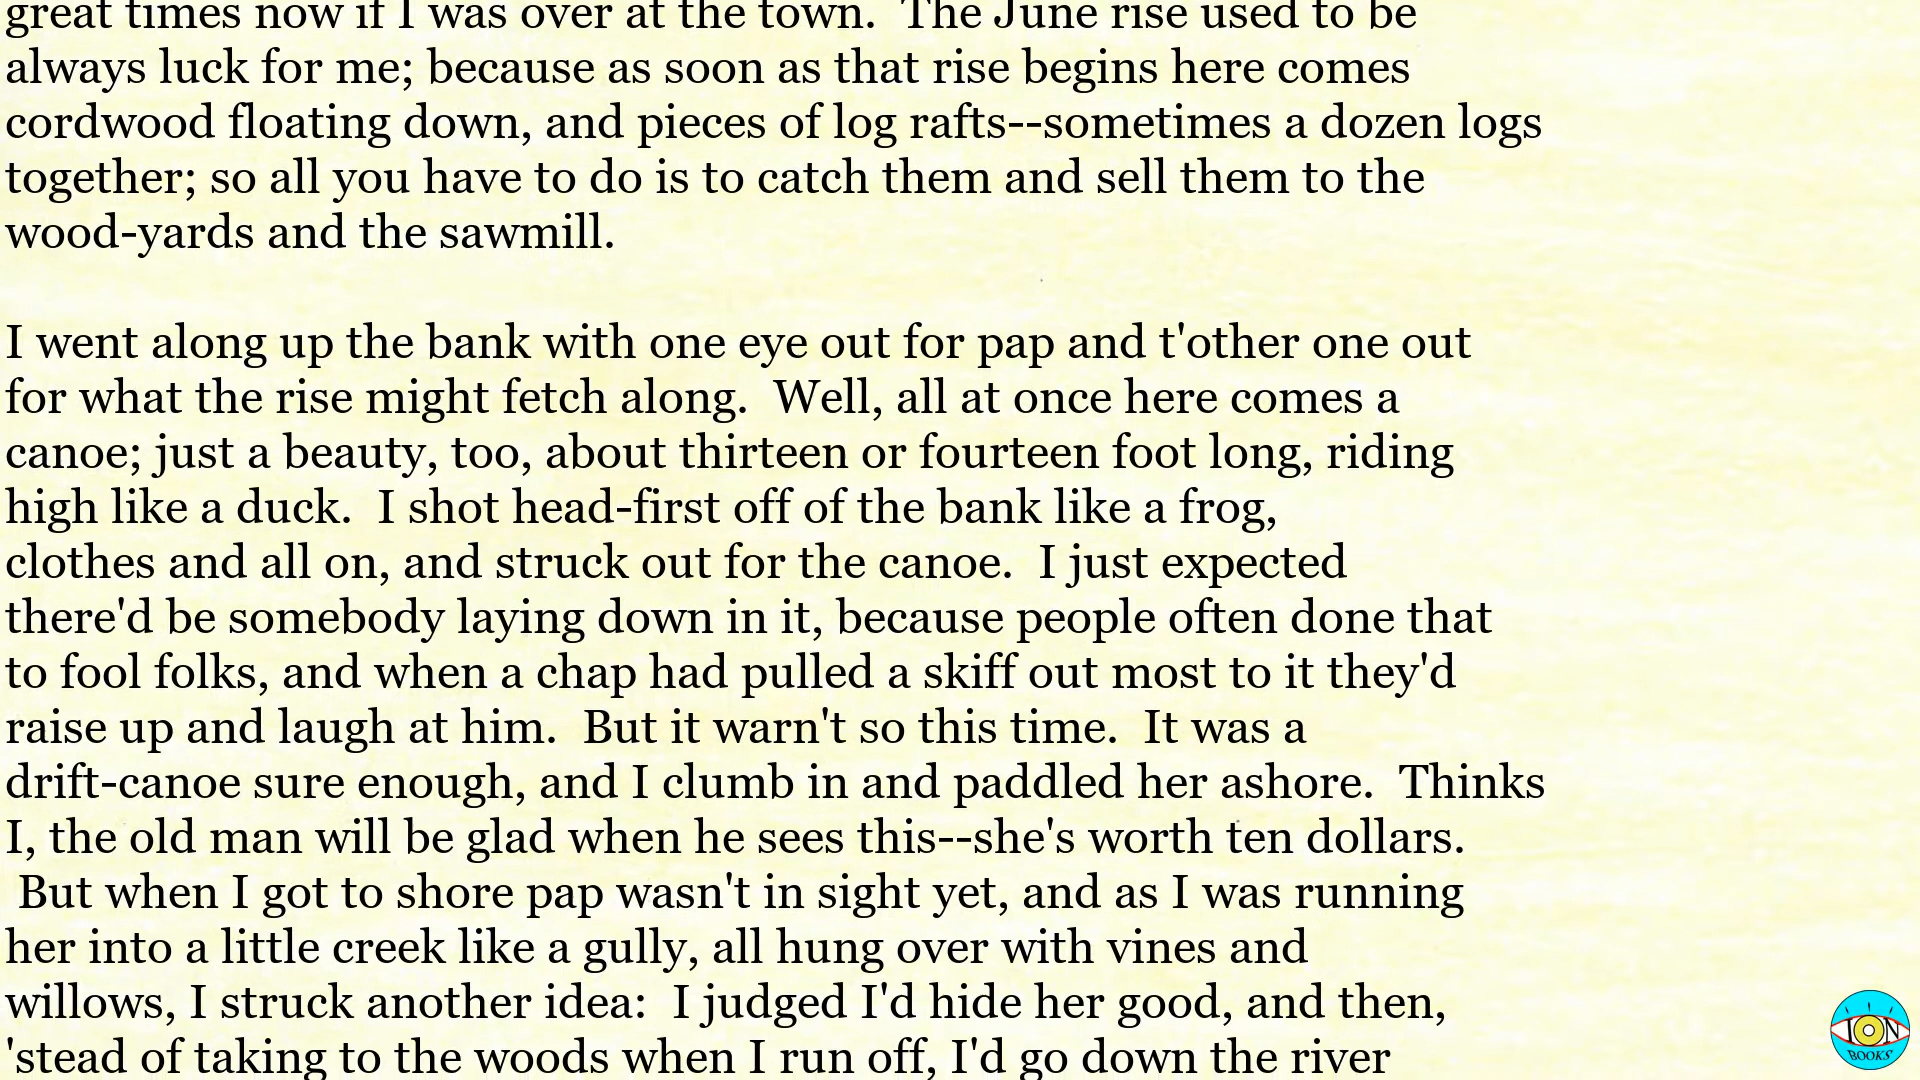 great times now if I was over at the town.  The June rise used to be
always luck for me; because as soon as that rise begins here comes
cordwood floating down, and pieces of log rafts--sometimes a dozen logs
together; so all you have to do is to catch them and sell them to the
wood-yards and the sawmill.

I went along up the bank with one eye out for pap and t'other one out
for what the rise might fetch along.  Well, all at once here comes a
canoe; just a beauty, too, about thirteen or fourteen foot long, riding
high like a duck.  I shot head-first off of the bank like a frog,
clothes and all on, and struck out for the canoe.  I just expected
there'd be somebody laying down in it, because people often done that
to fool folks, and when a chap had pulled a skiff out most to it they'd
raise up and laugh at him.  But it warn't so this time.  It was a
drift-canoe sure enough, and I clumb in and paddled her ashore.  Thinks
I, the old man will be glad when he sees this--she's worth ten dollars.
But when I got to shore pap wasn't in sight yet, and as I was running
her into a little creek like a gully, all hung over with vines and
willows, I struck another idea:  I judged I'd hide her good, and then,
'stead of taking to the woods when I run off, I'd go down the river
ION
BOOKS